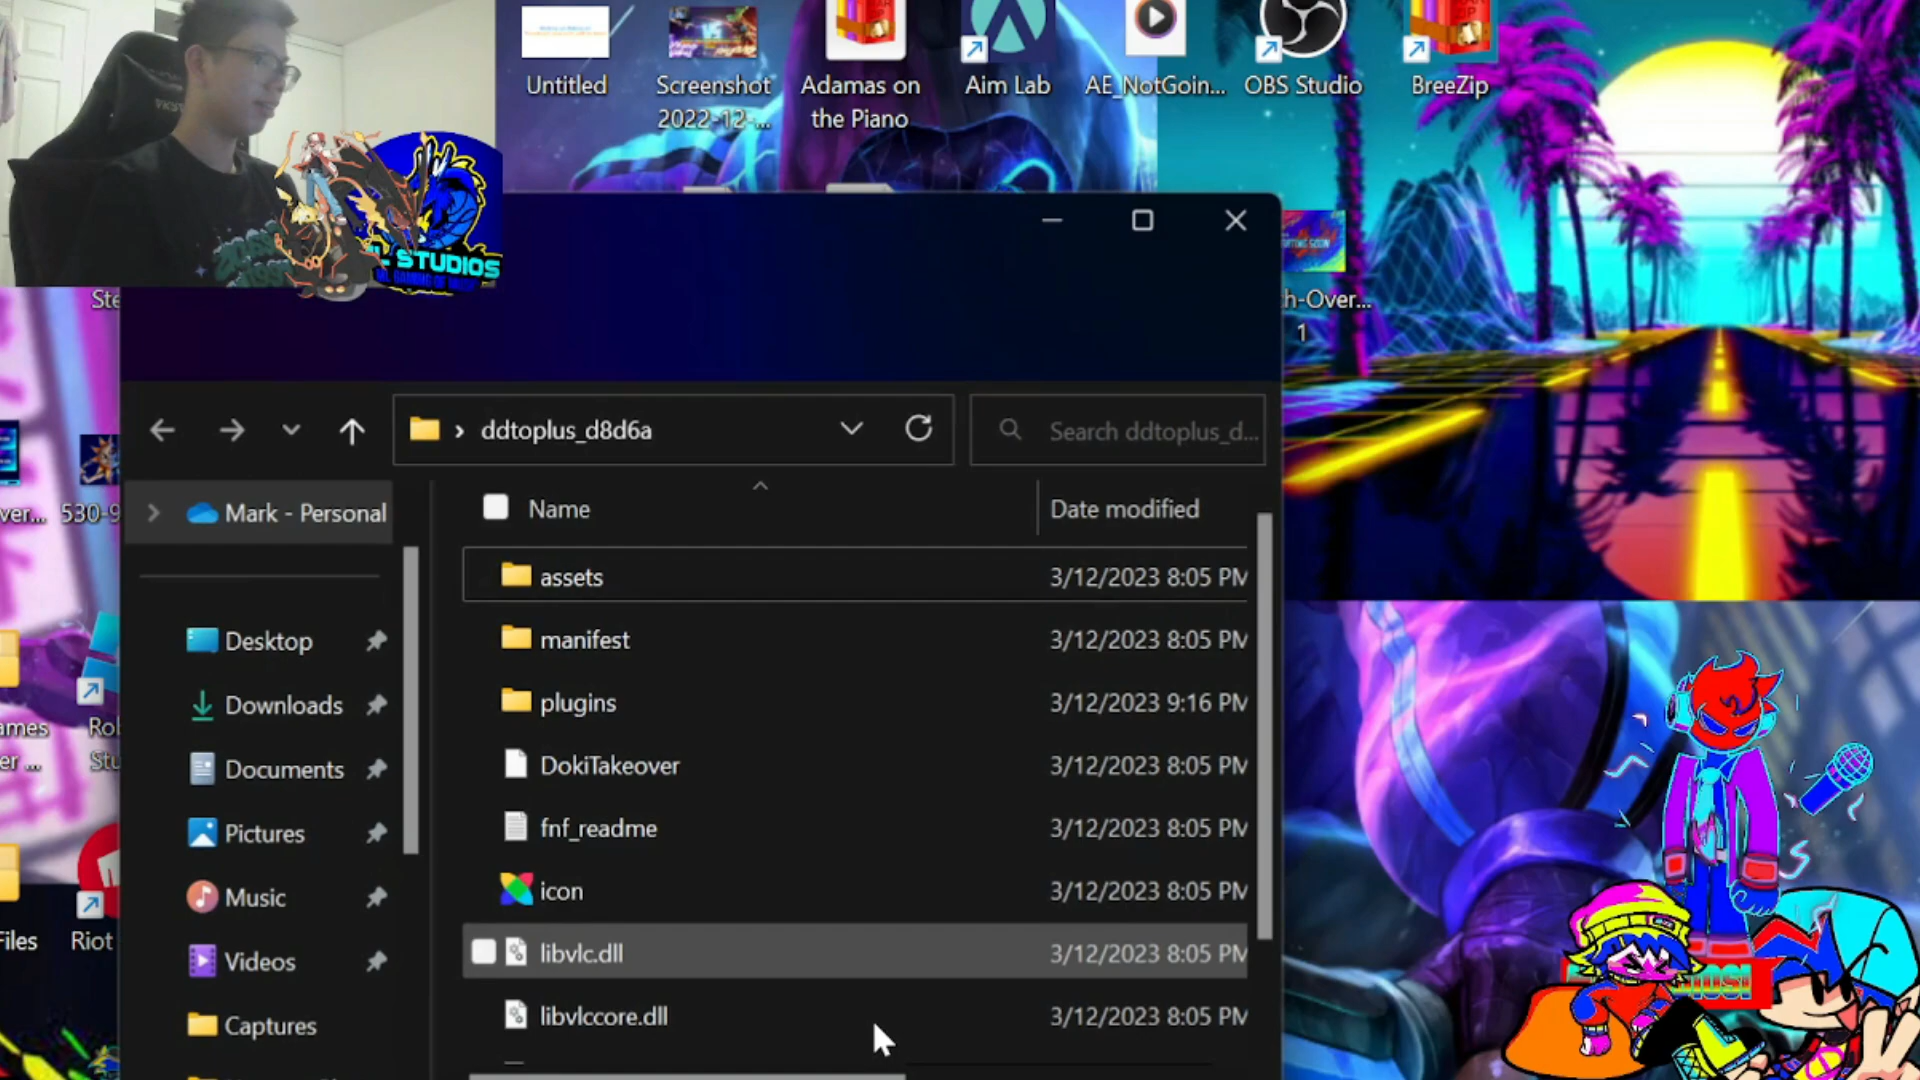 Untitled
Screenshot
2022-12-...
Adamas on
the Piano
Aim Lab
AE_NotGoin...
OBS Studio
BreeZip
L STUDIOS
Ste
h-Over...
1
ddtoplus_d8d6a
Search ddtoplus_d...
ver...
530-9
Mark - Personal
Name
Date modified
assets
3/12/2023 8:05 PM
manifest
3/12/2023 8:05 PM
plugins
3/12/2023 9:16 PM
DokiTakeover
3/12/2023 8:05 PM
fnf_readme
3/12/2023 8:05 PM
icon
3/12/2023 8:05 PM
libvlc.dll
3/12/2023 8:05 PM
libvlccore.dll
3/12/2023 8:05 PM
Desktop
Downloads
Documents
Pictures
Music
Videos
Captures
ames
er ...
Rol
Stu
Files
Riot